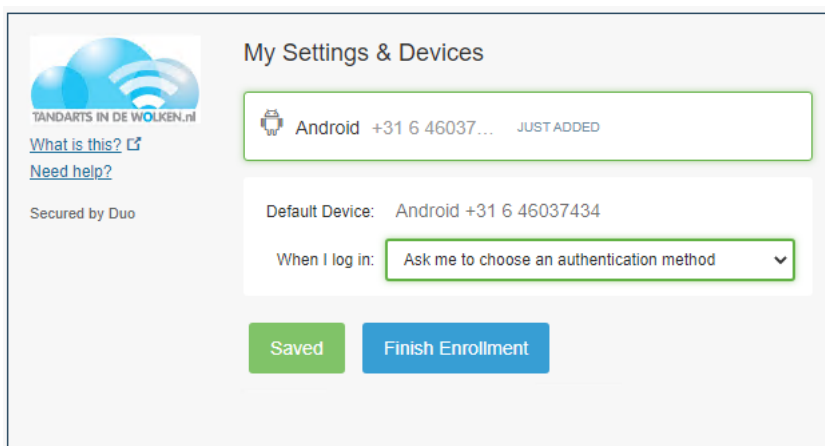 TANDARTS IN DE WOLKEN.nl
What is this?
Need help?
Secured by Duo
My Settings & Devices
Android +31 6 46037... JUST ADDED
Default Device: Android +31 6 46037434
When I log in: Ask me to choose an authentication method
Saved Finish Enrollment